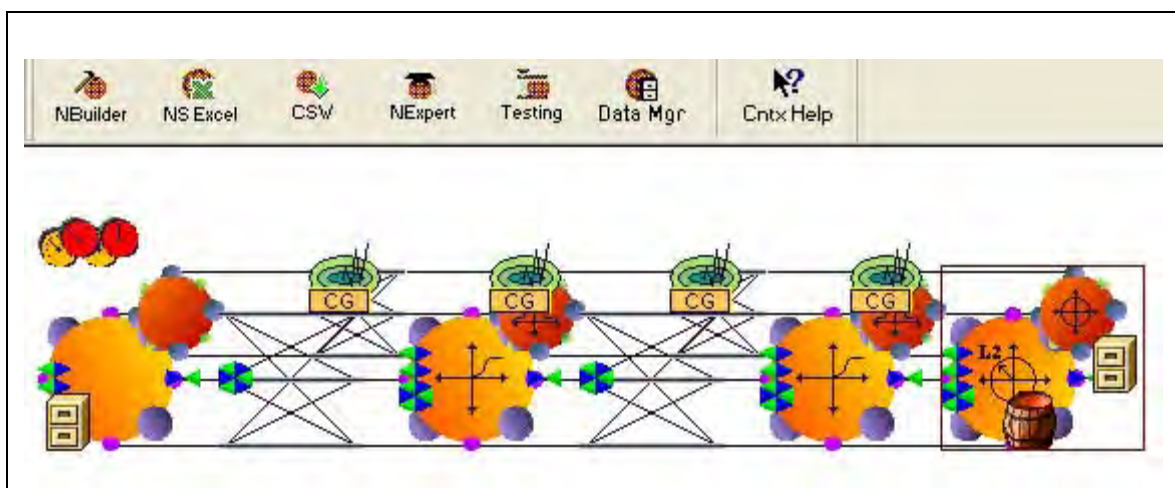 NBuilder NS Excel CSW NExpert Testing Data Mgr Cntx Help
CG CG CG CG
L2